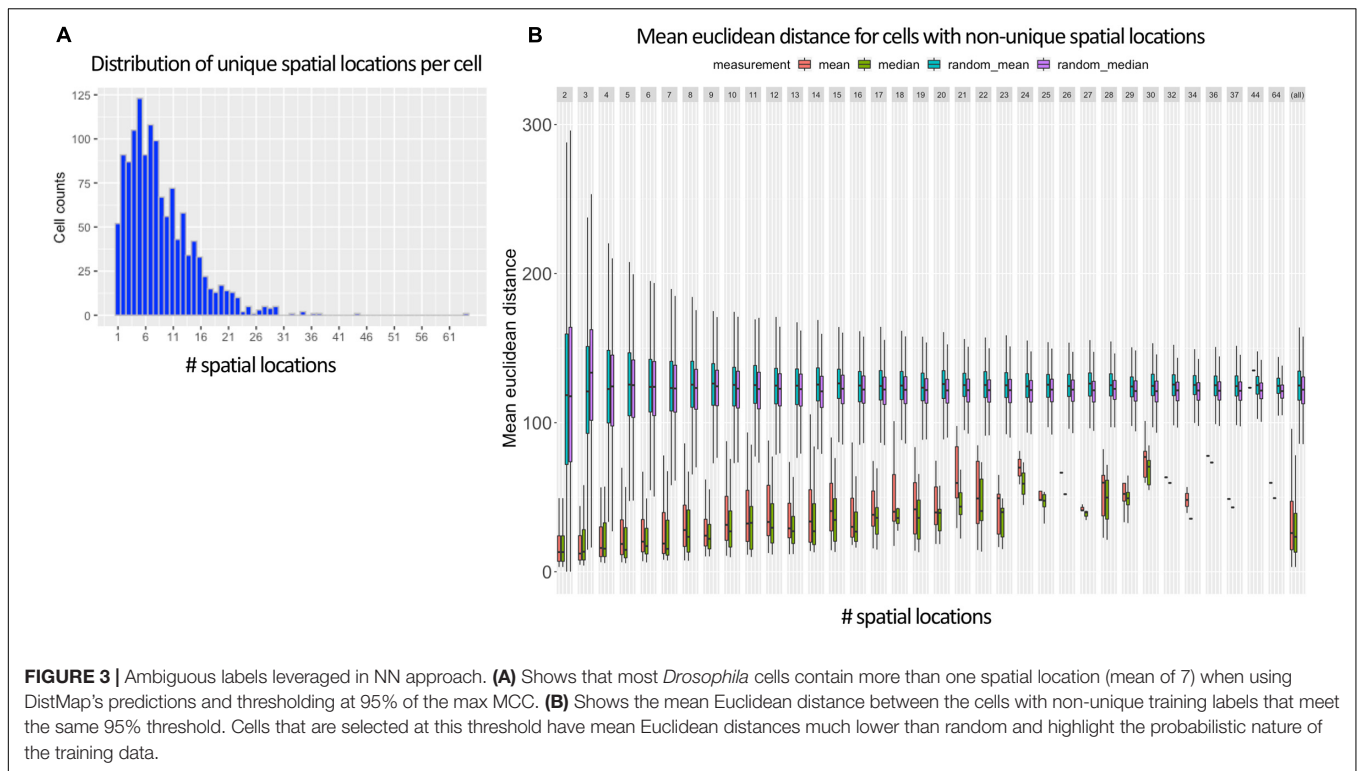 A
Distribution of unique spatial locations per cell
125
100
75
50
25
0
Cell counts
1 6 11 16 21 26 31 36 41 46 51 56 61
# spatial locations
B
Mean euclidean distance for cells with non-unique spatial locations
measurement mean median random_mean random_median
2 3 4 5 6 7 8 9 10 11 12 13 14 15 16 17 18 19 20 21 22 23 24 25 26 27 28 29 30 32 34 36 37 44 64 (all)
300
200
100
0
Mean euclidean distance
# spatial locations
FIGURE 3 | Ambiguous labels leveraged in NN approach. (A) Shows that most Drosophila cells contain more than one spatial location (mean of 7) when using
DistMap's predictions and thresholding at 95% of the max MCC. (B) Shows the mean Euclidean distance between the cells with non-unique training labels that meet
the same 95% threshold. Cells that are selected at this threshold have mean Euclidean distances much lower than random and highlight the probabilistic nature of
the training data.